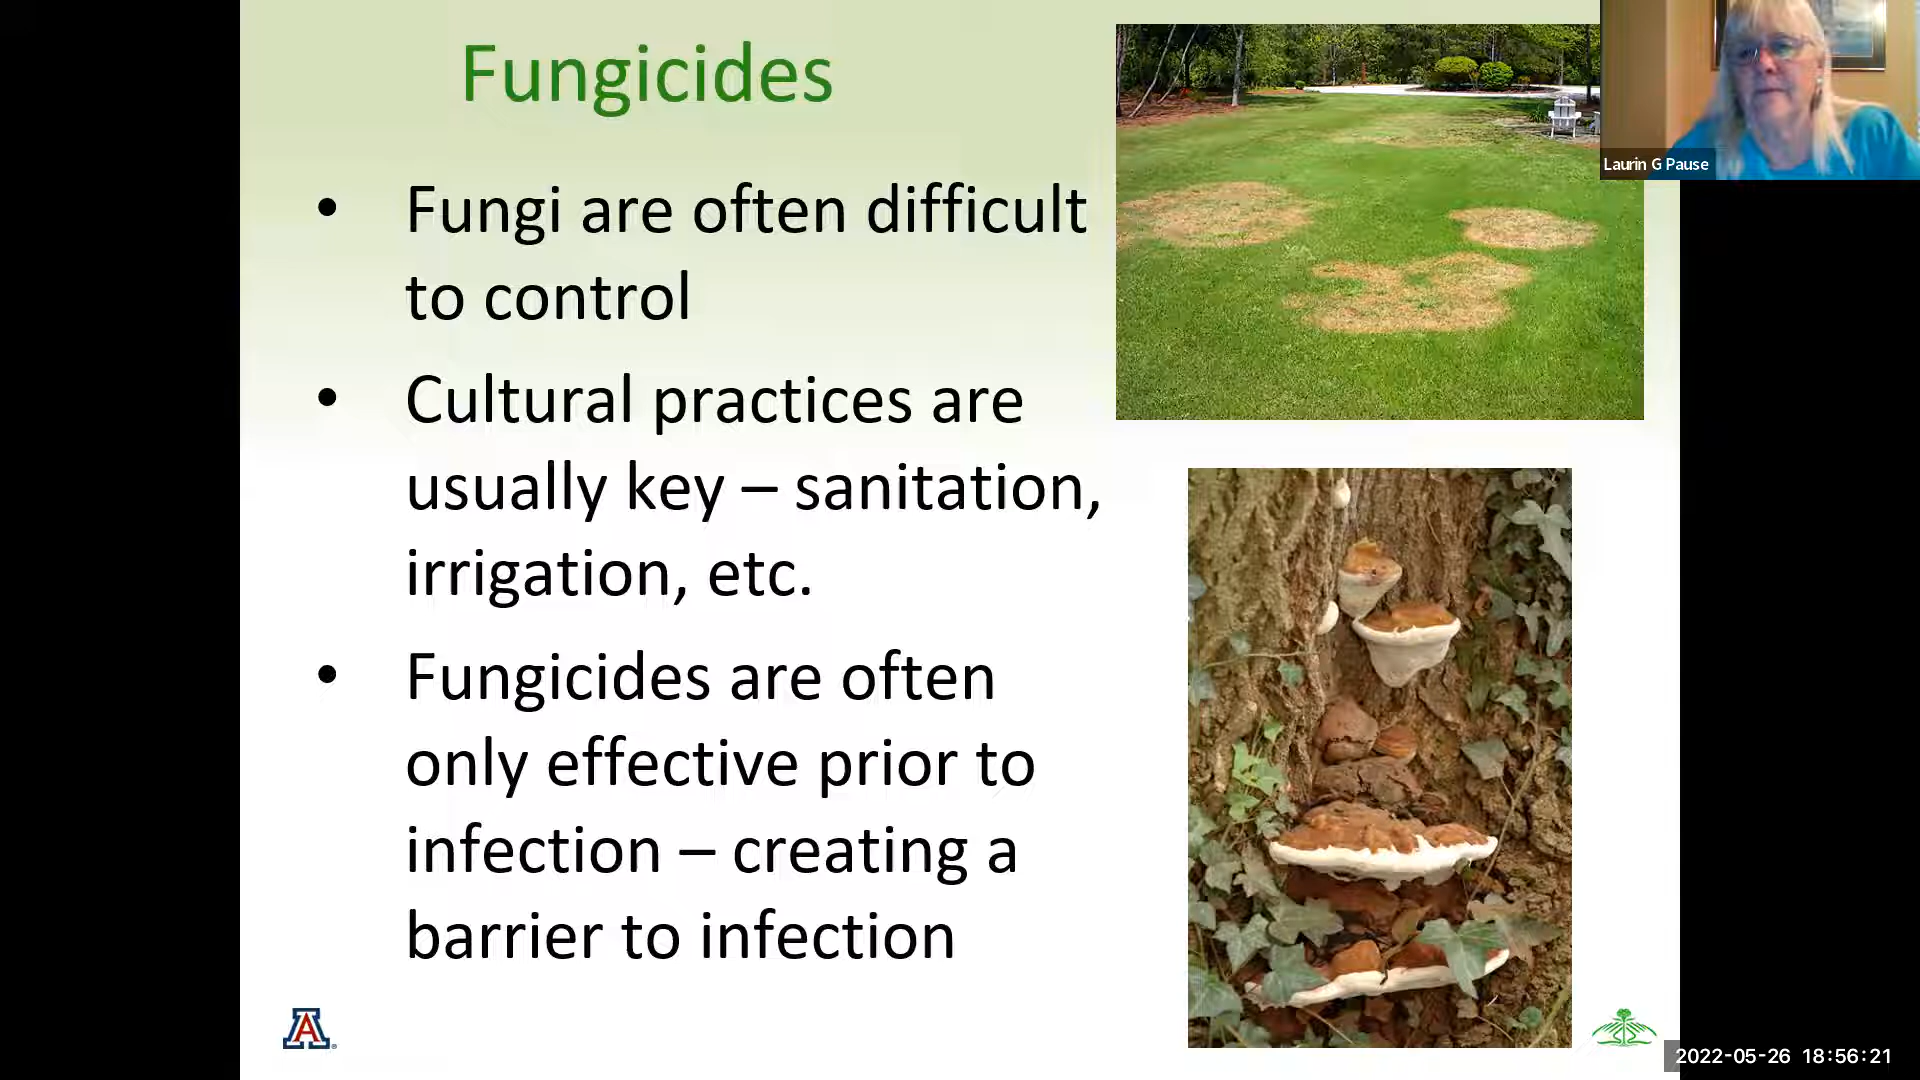 Fungicides
• Fungi are often difficult
to control
• Cultural practices are
usually key – sanitation,
irrigation, etc.
• Fungicides are often
only effective prior to
infection – creating a
barrier to infection
Laurin G Pause
A
2022-05-26 18:56:21